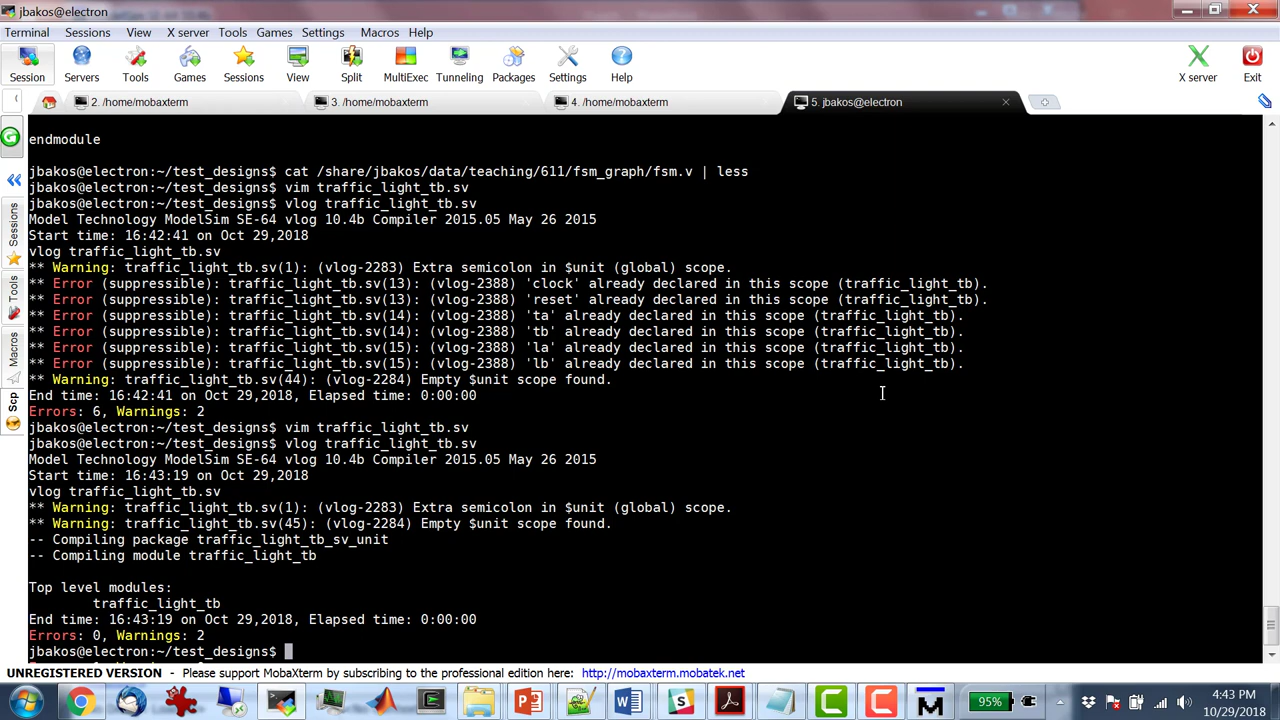 jbakos@electron
Terminal Sessions View X server Tools Games Settings Macros Help
Session Servers Tools Games Sessions View Split MultiExec Tunneling Packages Settings Help X server Exit
2. /home/mobaxterm 3. /home/mobaxterm 4. /home/mobaxterm 5. jbakos@electron
Sessions
Tools
Macros
Scp
endmodule
jbakos@electron:~/test_designs$ cat /share/jbakos/data/teaching/611/fsm_graph/fsm.v | less
jbakos@electron:~/test_designs$ vim traffic_light_tb.sv
jbakos@electron:~/test_designs$ vlog traffic_light_tb.sv
Model Technology ModelSim SE-64 vlog 10.4b Compiler 2015.05 May 26 2015
Start time: 16:42:41 on Oct 29,2018
vlog traffic_light_tb.sv
** Warning: traffic_light_tb.sv(1): (vlog-2283) Extra semicolon in $unit (global) scope.
** Error (suppressible): traffic_light_tb.sv(13): (vlog-2388) 'clock' already declared in this scope (traffic_light_tb).
** Error (suppressible): traffic_light_tb.sv(13): (vlog-2388) 'reset' already declared in this scope (traffic_light_tb).
** Error (suppressible): traffic_light_tb.sv(14): (vlog-2388) 'ta' already declared in this scope (traffic_light_tb).
** Error (suppressible): traffic_light_tb.sv(14): (vlog-2388) 'tb' already declared in this scope (traffic_light_tb).
** Error (suppressible): traffic_light_tb.sv(15): (vlog-2388) 'la' already declared in this scope (traffic_light_tb).
** Error (suppressible): traffic_light_tb.sv(15): (vlog-2388) 'lb' already declared in this scope (traffic_light_tb).
** Warning: traffic_light_tb.sv(44): (vlog-2284) Empty $unit scope found.
End time: 16:42:41 on Oct 29,2018, Elapsed time: 0:00:00
Errors: 6, Warnings: 2
jbakos@electron:~/test_designs$ vim traffic_light_tb.sv
jbakos@electron:~/test_designs$ vlog traffic_light_tb.sv
Model Technology ModelSim SE-64 vlog 10.4b Compiler 2015.05 May 26 2015
Start time: 16:43:19 on Oct 29,2018
vlog traffic_light_tb.sv
** Warning: traffic_light_tb.sv(1): (vlog-2283) Extra semicolon in $unit (global) scope.
** Warning: traffic_light_tb.sv(45): (vlog-2284) Empty $unit scope found.
-- Compiling package traffic_light_tb_sv_unit
-- Compiling module traffic_light_tb
Top level modules:
traffic_light_tb
End time: 16:43:19 on Oct 29,2018, Elapsed time: 0:00:00
Errors: 0, Warnings: 2
jbakos@electron:~/test_designs$
UNREGISTERED VERSION - Please support MobaXterm by subscribing to the professional edition here: http://mobaxterm.mobatek.net
95%
4:43 PM
10/29/2018